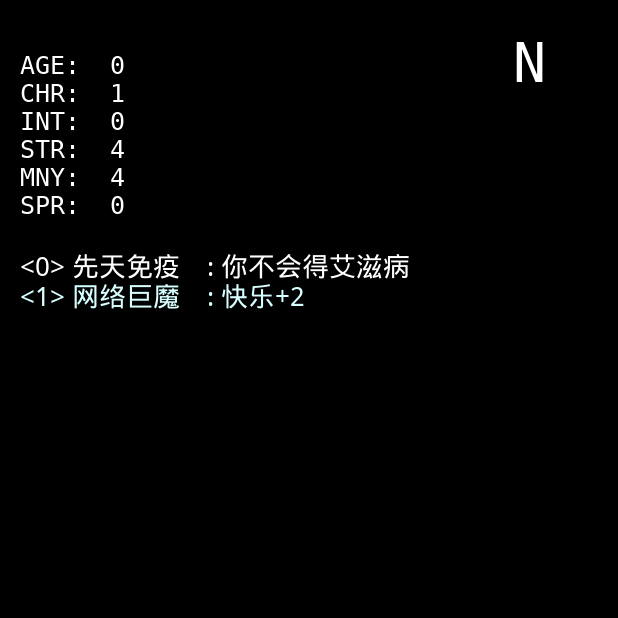 N
AGE: 0
CHR: 1
INT: 0
STR: 4
MNY: 4
SPR: 0
<0> 先天免疫 : 你不会得艾滋病
<1> 网络巨魔 : 快乐+2